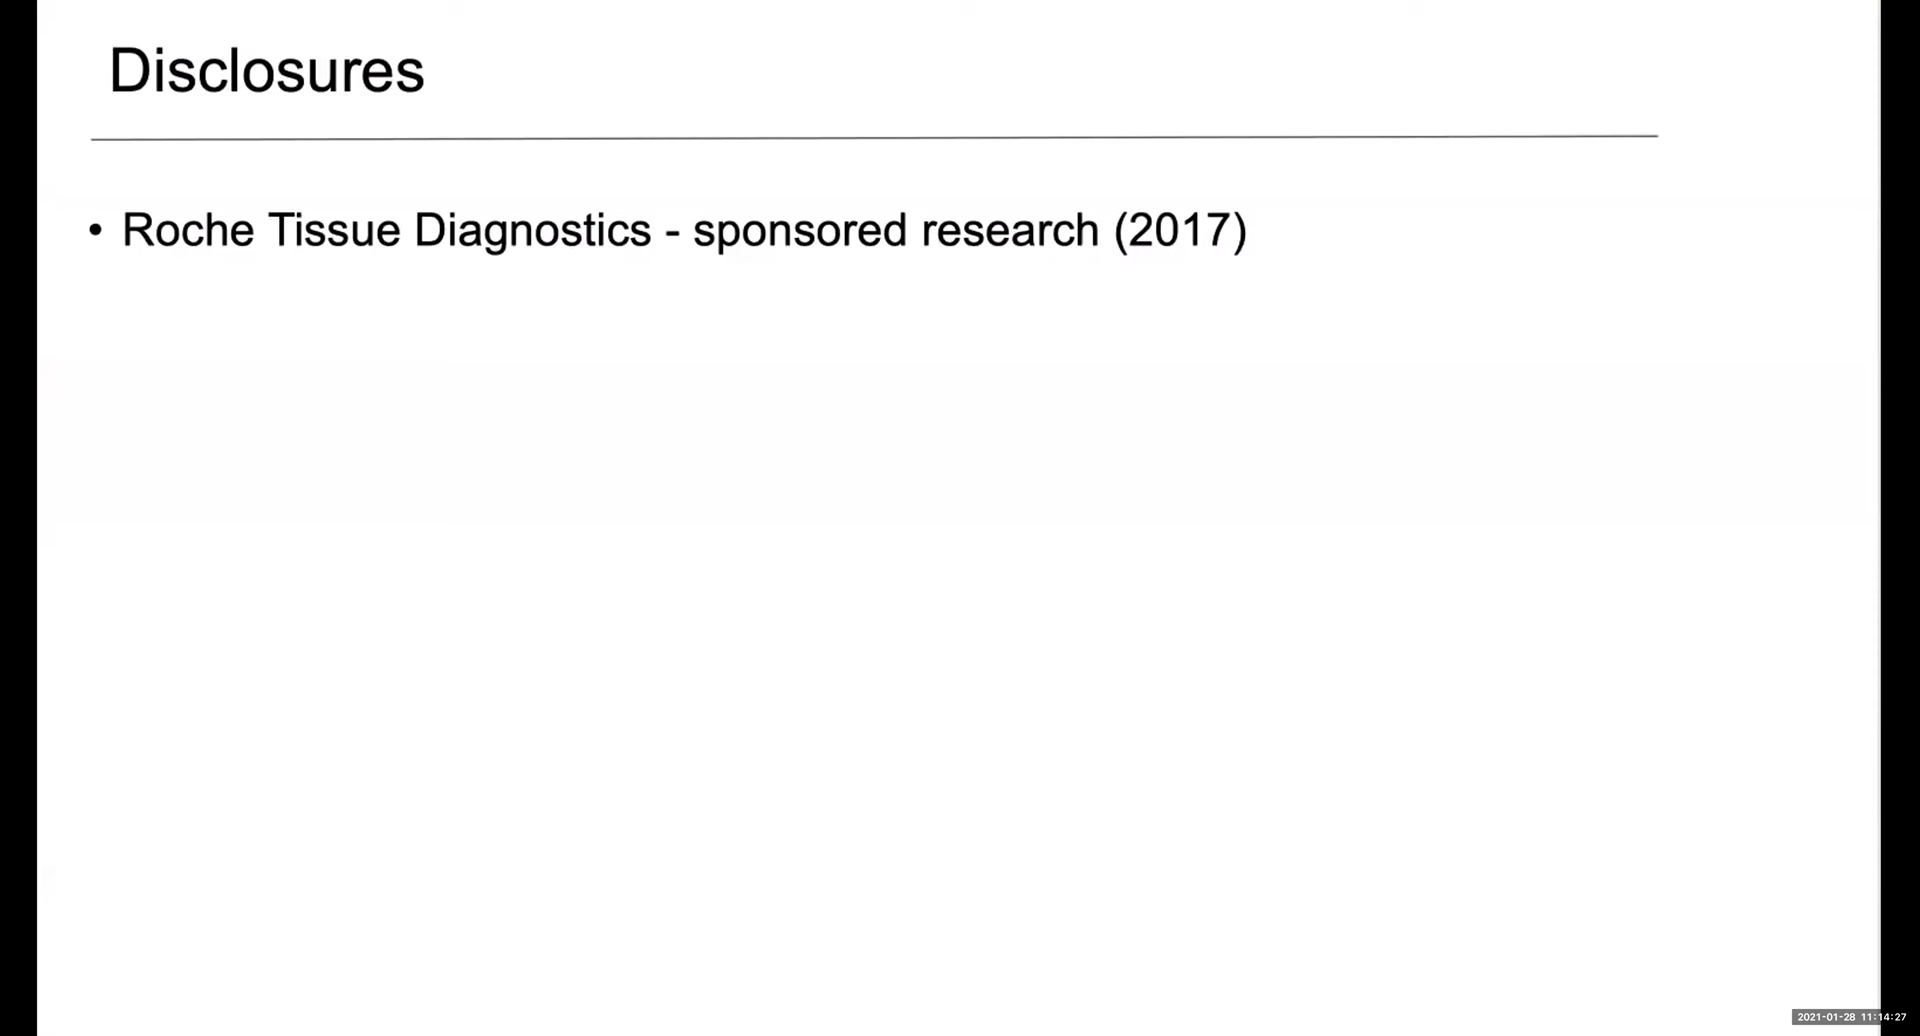 Disclosures
• Roche Tissue Diagnostics - sponsored research (2017)
2021-01-28 11:14:27